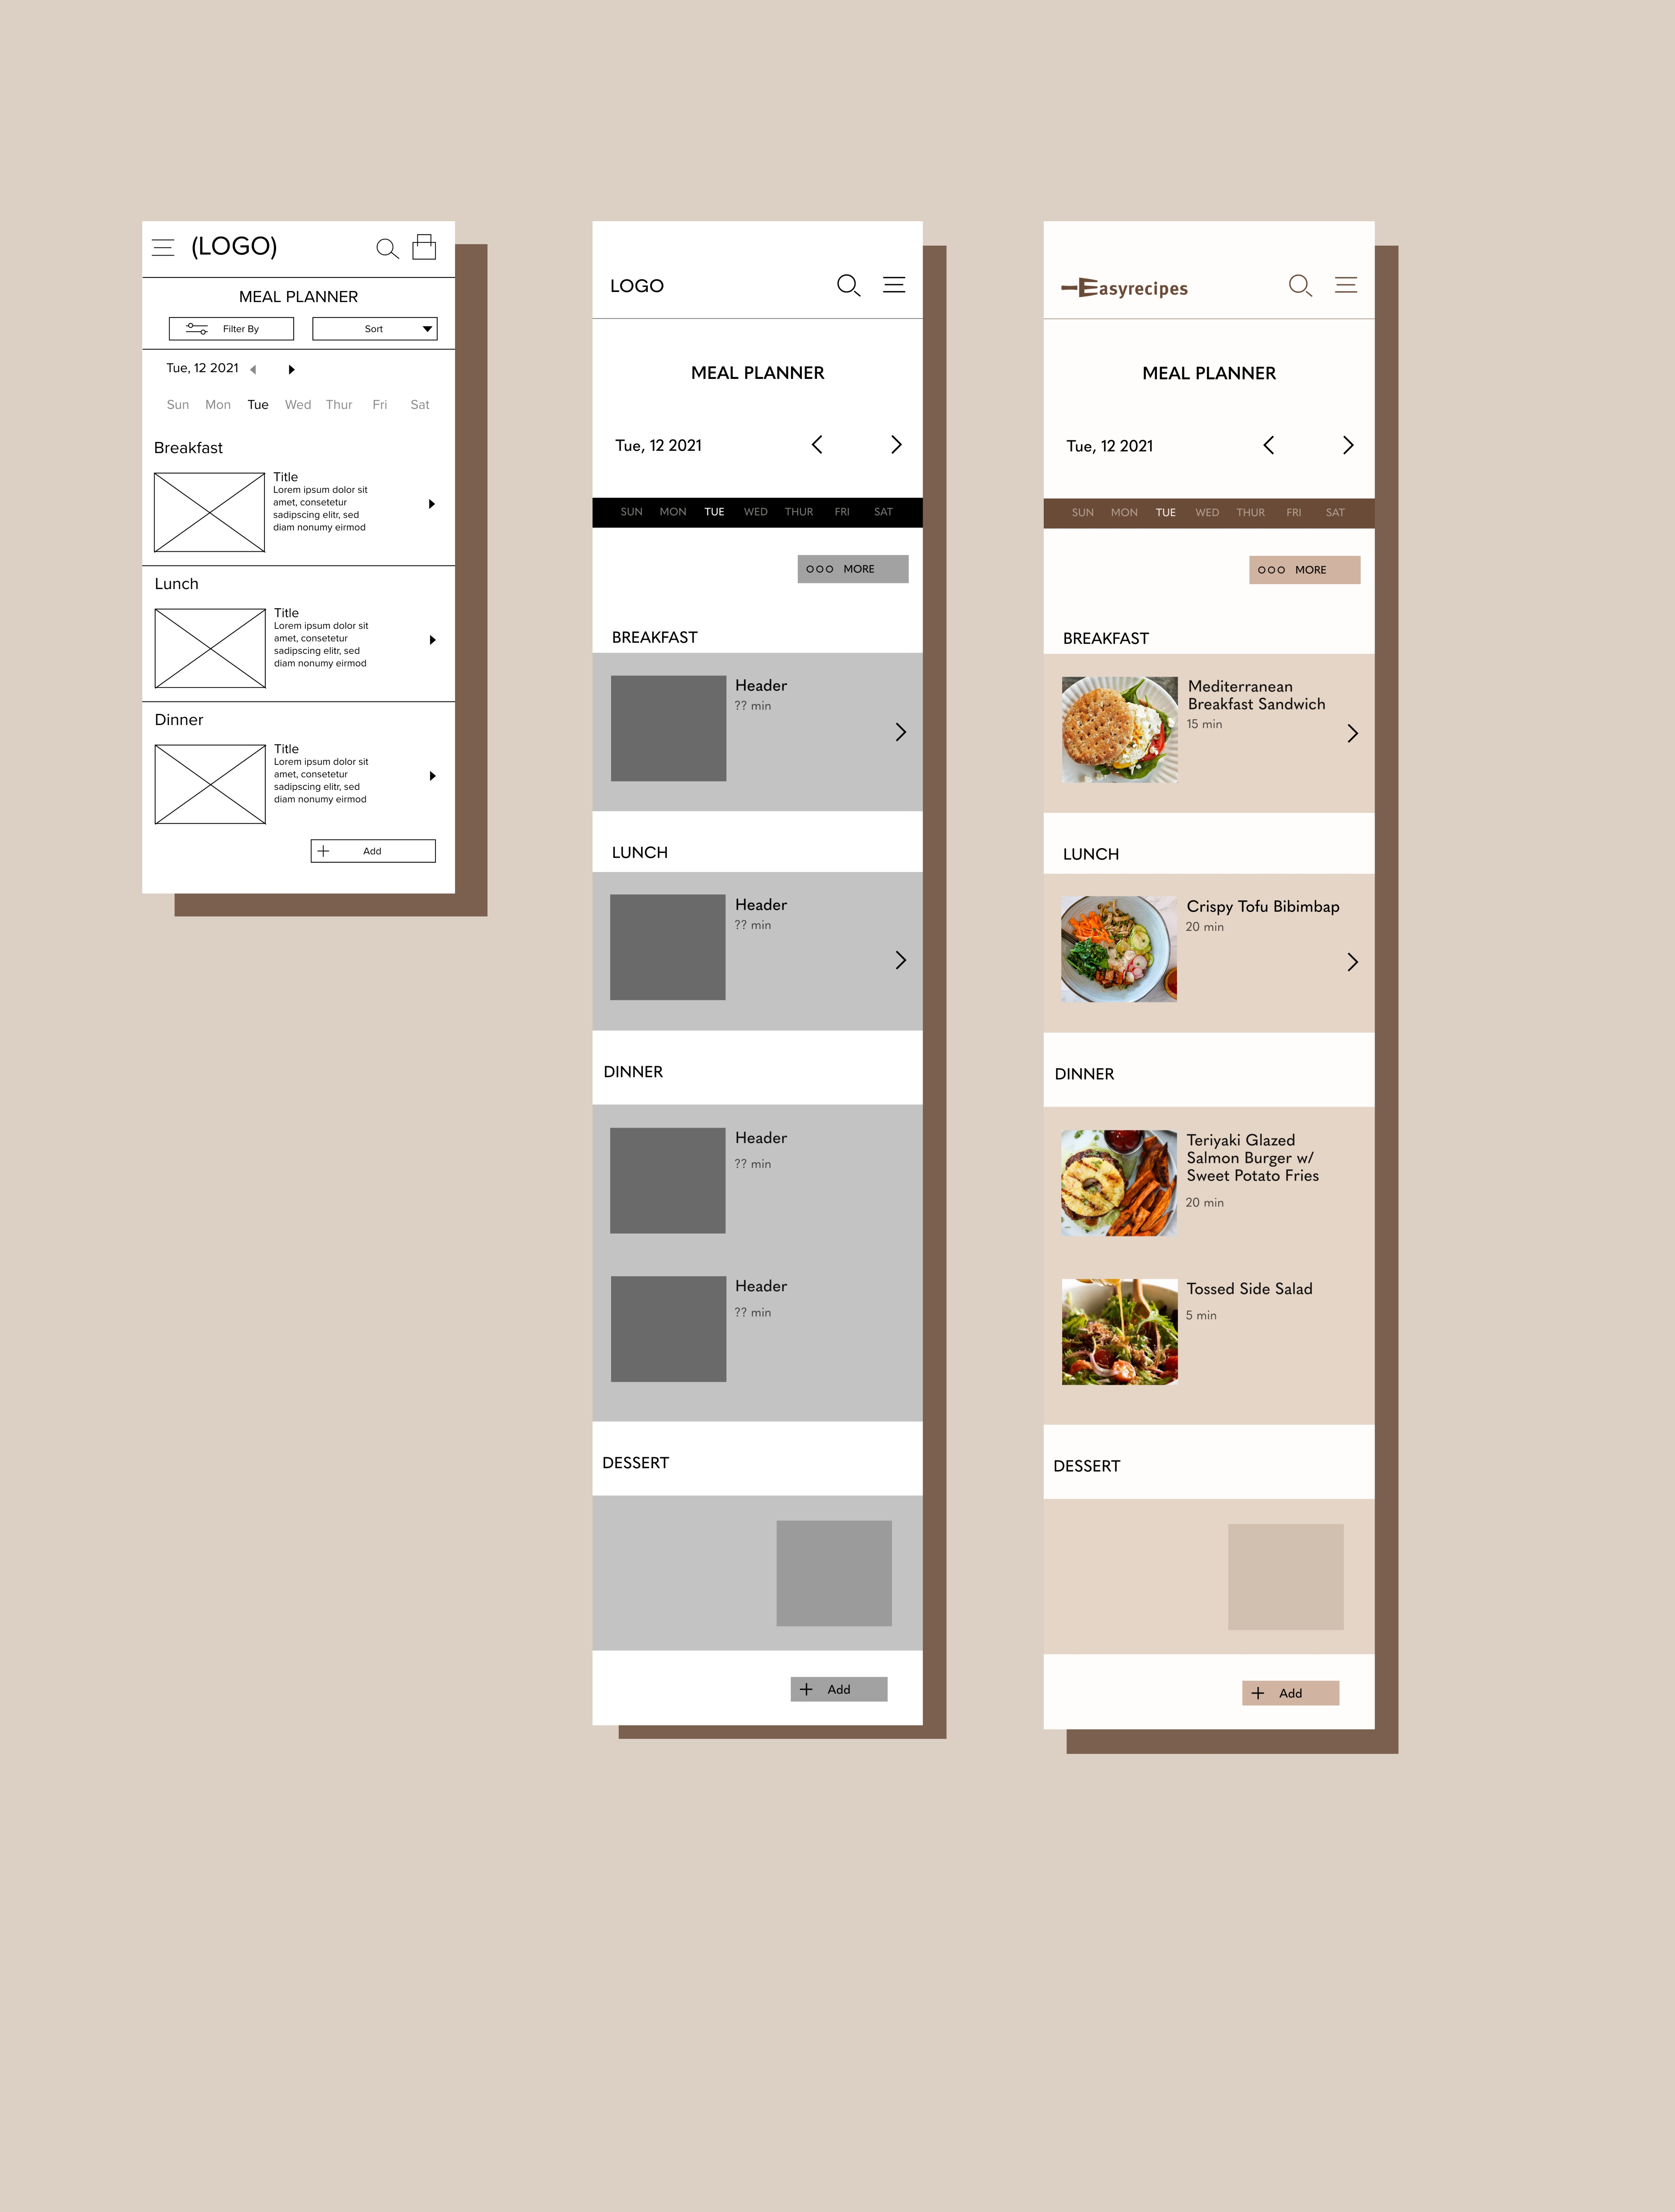 (LOGO)
MEAL PLANNER
Filter By
Sort
Tue, 12 2021
Sun Mon Tue Wed Thur Fri Sat
Breakfast
Title
Lorem ipsum dolor sit
amet, consetetur
sadipscing elitr, sed
diam nonumy eirmod
Lunch
Title
Lorem ipsum dolor sit
amet, consetetur
sadipscing elitr, sed
diam nonumy eirmod
Dinner
Title
Lorem ipsum dolor sit
amet, consetetur
sadipscing elitr, sed
diam nonumy eirmod
Add
LOGO
MEAL PLANNER
Tue, 12 2021
SUN MON TUE WED THUR FRI SAT
MORE
BREAKFAST
Header
?? min
LUNCH
Header
?? min
DINNER
Header
?? min
Header
?? min
DESSERT
Add
Easyrecipes
MEAL PLANNER
Tue, 12 2021
SUN MON TUE WED THUR FRI SAT
MORE
BREAKFAST
Mediterranean
Breakfast Sandwich
15 min
LUNCH
Crispy Tofu Bibimbap
20 min
DINNER
Teriyaki Glazed
Salmon Burger w/
Sweet Potato Fries
20 min
Tossed Side Salad
5 min
DESSERT
Add